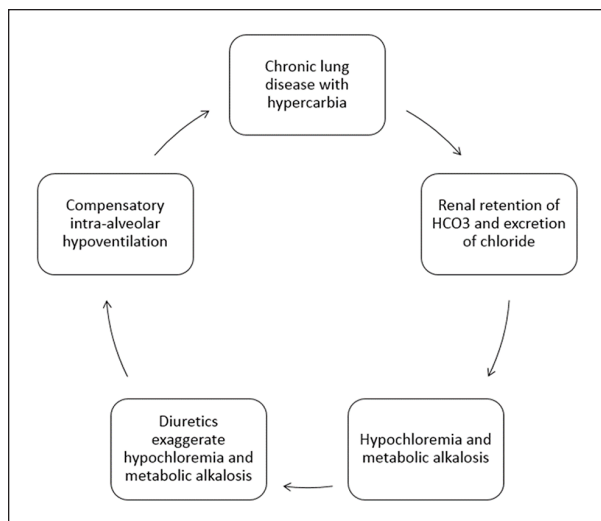 Chronic lung
disease with
hypercarbia
Renal retention of
HCO3 and excretion
of chloride
Hypochloremia and
metabolic alkalosis
Diuretics
exaggerate
hypochloremia and
metabolic alkalosis
Compensatory
intra-alveolar
hypoventilation